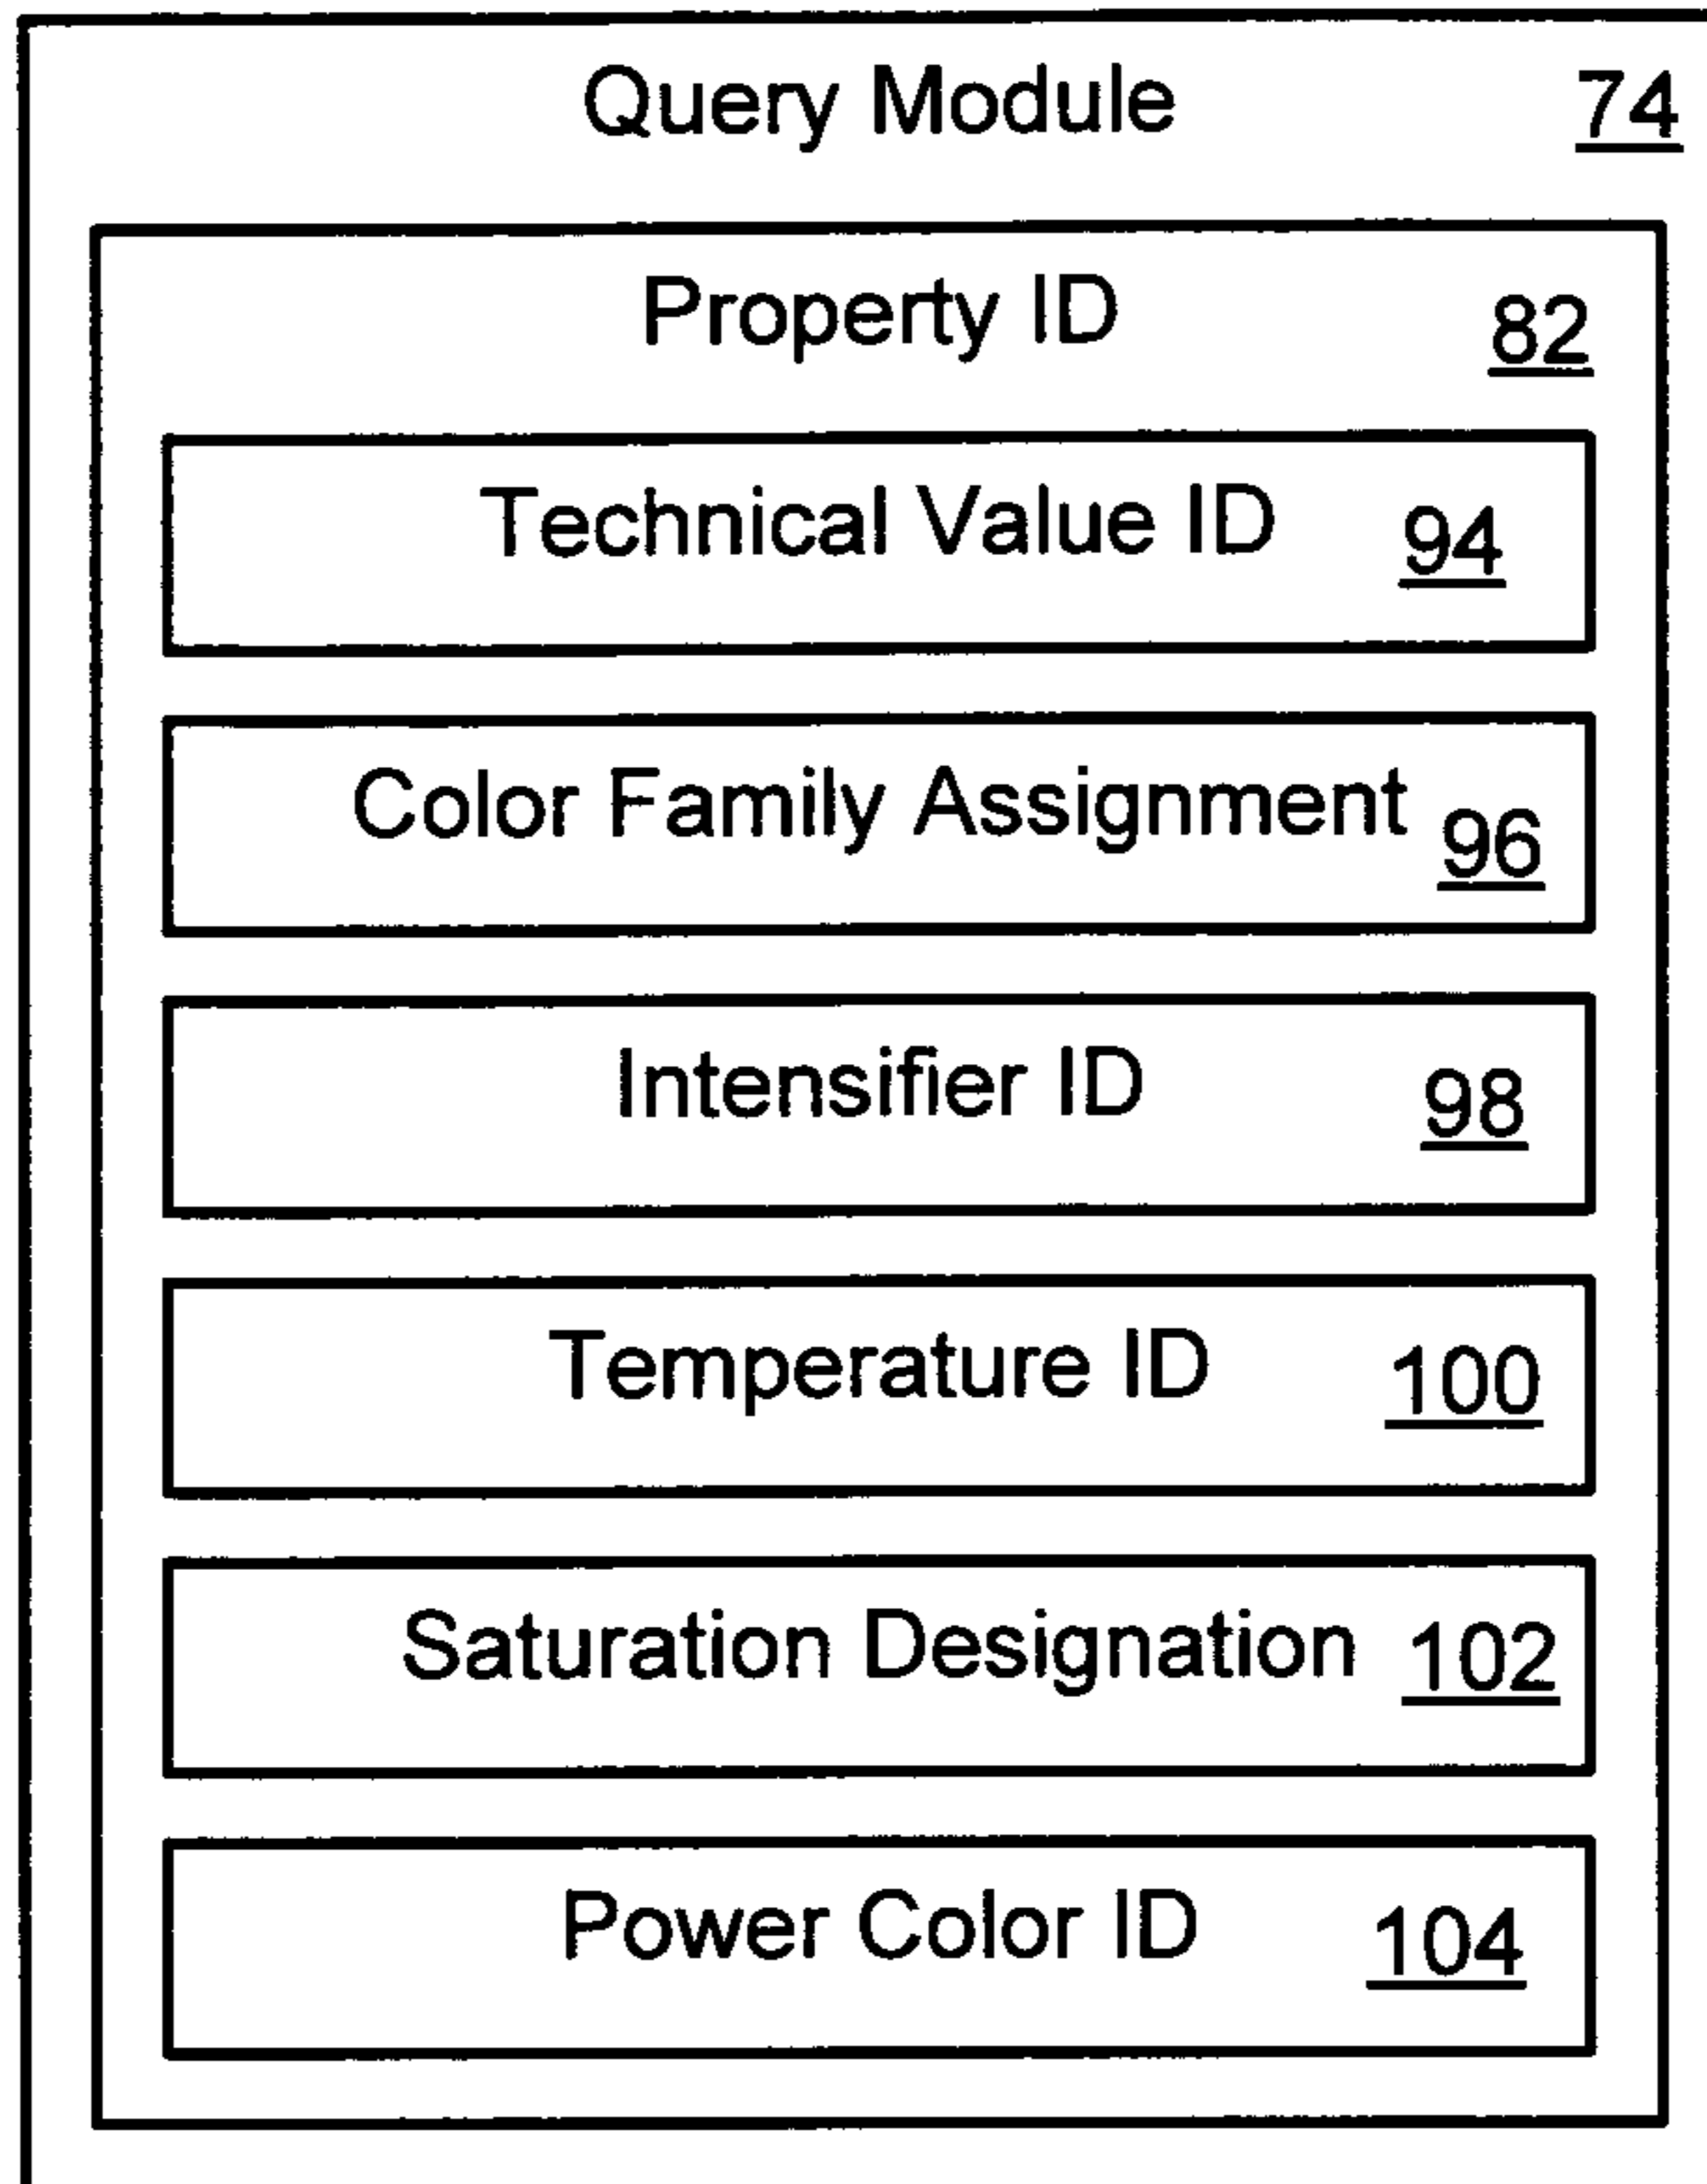 Query Module 74
Property ID 82
Technical Value ID 94
Color Family Assignment 96
Intensifier ID 98
Temperature ID 100
Saturation Designation 102
Power Color ID 104